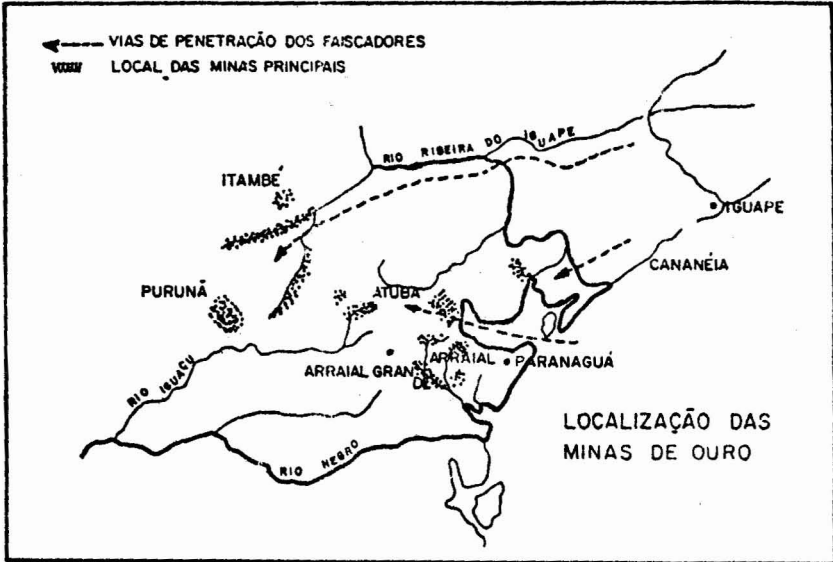 VIAS DE PENETRAÇÃO DOS FAISCADORES
LOCAL DAS MINAS PRINCIPAIS
RIO RIBEIRA DO IGUAPE
ITAMBÉ
IGUAPE
CANANÉIA
PURUNÃ
ATUBA
RIO IGUAÇU
ARRAIAL GRANDE
ARRAIAL
PARANAGUÁ
RIO NEGRO
LOCALIZAÇÃO DAS
MINAS DE OURO